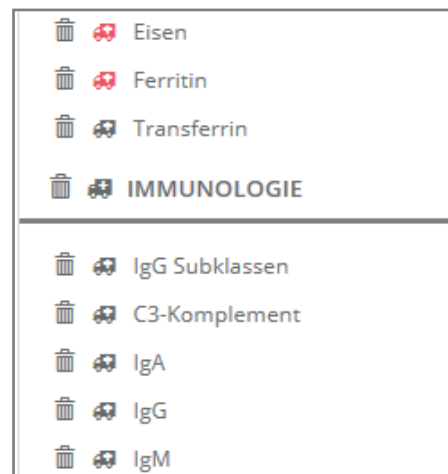 Eisen
Ferritin
Transferrin
IMMUNOLOGIE
IgG Subklassen
C3-Komplement
IgA
IgG
IgM